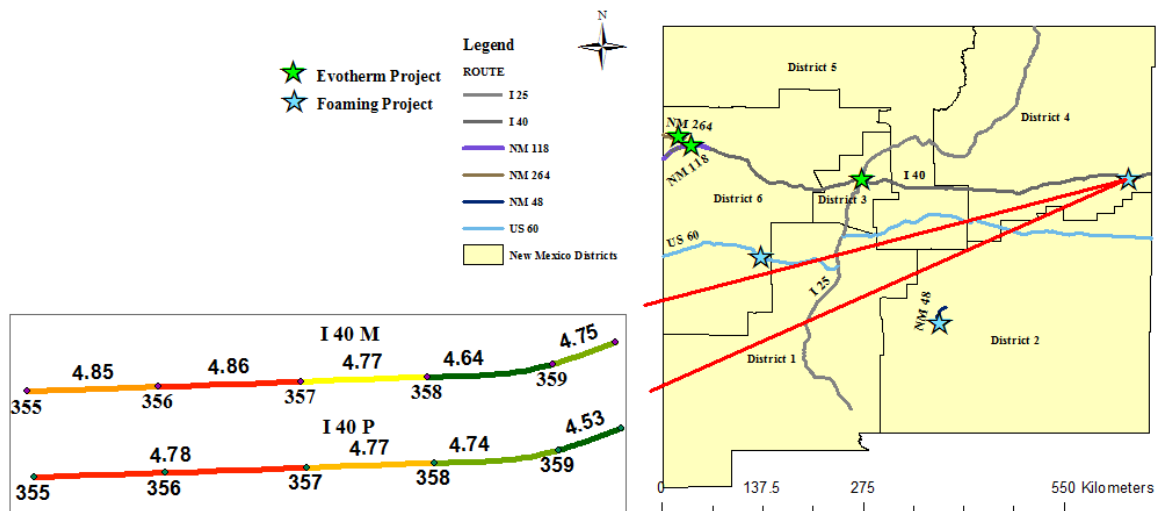 N
Evotherm Project
Foaming Project
Legend
ROUTE
I 25
I 40
NM 118
NM 264
NM 48
US 60
New Mexico Districts
District 5
District 4
NM 264
NM 118
I 40
District 6
District 3
US 60
I 25
NM 48
District 2
District 1
0 137.5 275 550 Kilometers
I 40 M
4.85 4.86 4.77 4.64 4.75
355 356 357 358 359
I 40 P
4.78 4.77 4.74 4.53
355 356 357 358 359